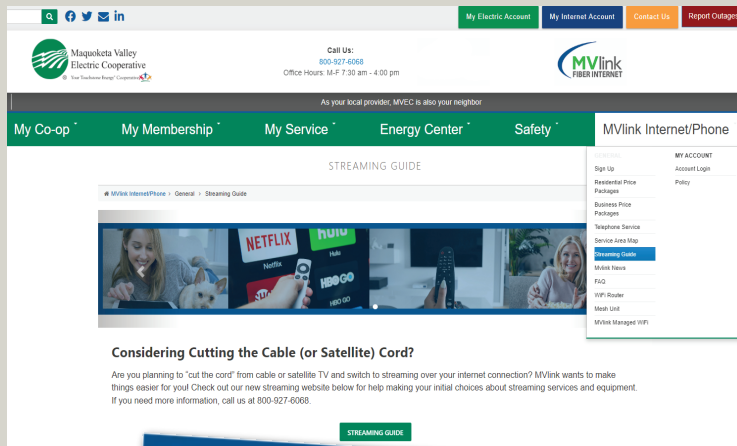 My Electric Account
My Internet Account
Contact Us
Report Outages
Maquoketa Valley
Electric Cooperative
Your Touchstone Energy® Cooperative
Call Us:
800-927-6068
Office Hours: M-F 7:30 am - 4:00 pm
MVlink
FIBER INTERNET
As your local provider, MVEC is also your neighbor
My Co-op
My Membership
My Service
Energy Center
Safety
MVlink Internet/Phone
STREAMING GUIDE
MVlink Internet/Phone > General > Streaming Guide
MY ACCOUNT
Sign Up
Account Login
Residential Price
Packages
Policy
Business Price
Packages
Telephone Service
Service Area Map
Streaming Guide
MVlink News
FAQ
WiFi Router
Mesh Unit
MVlink Managed WiFi
NETFLIX
hulu
Netflix
Hulu
HBO GO
HBO GO
Considering Cutting the Cable (or Satellite) Cord?
Are you planning to "cut the cord" from cable or satellite TV and switch to streaming over your internet connection? MVlink wants to make
things easier for you! Check out our new streaming website below for help making your initial choices about streaming services and equipment.
If you need more information, call us at 800-927-6068.
STREAMING GUIDE